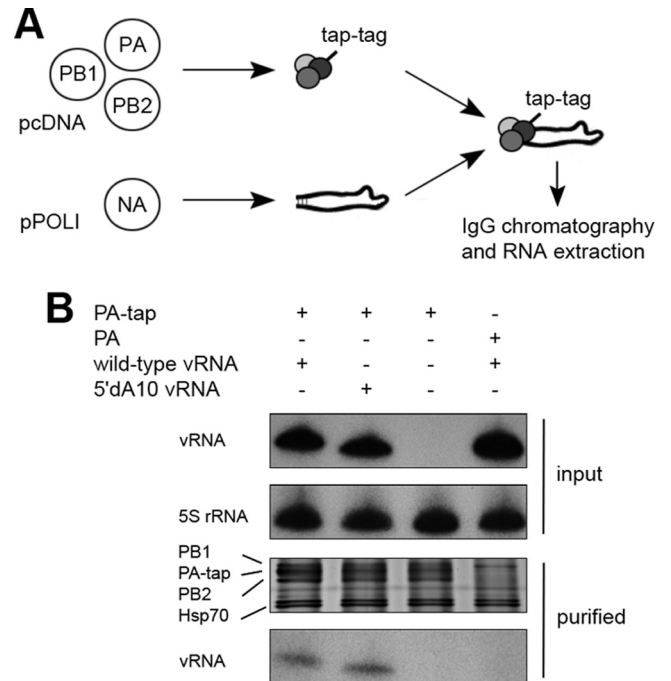 A
PA
PB1
PB2
pcDNA
tap-tag
tap-tag
NA
pPOLI
IgG chromatography
and RNA extraction
B
PA-tap + + + -
PA - - - +
wild-type vRNA + - - +
5'dA10 vRNA - + - -
vRNA
5S rRNA
input
PB1
PA-tap
PB2
Hsp70
vRNA
purified